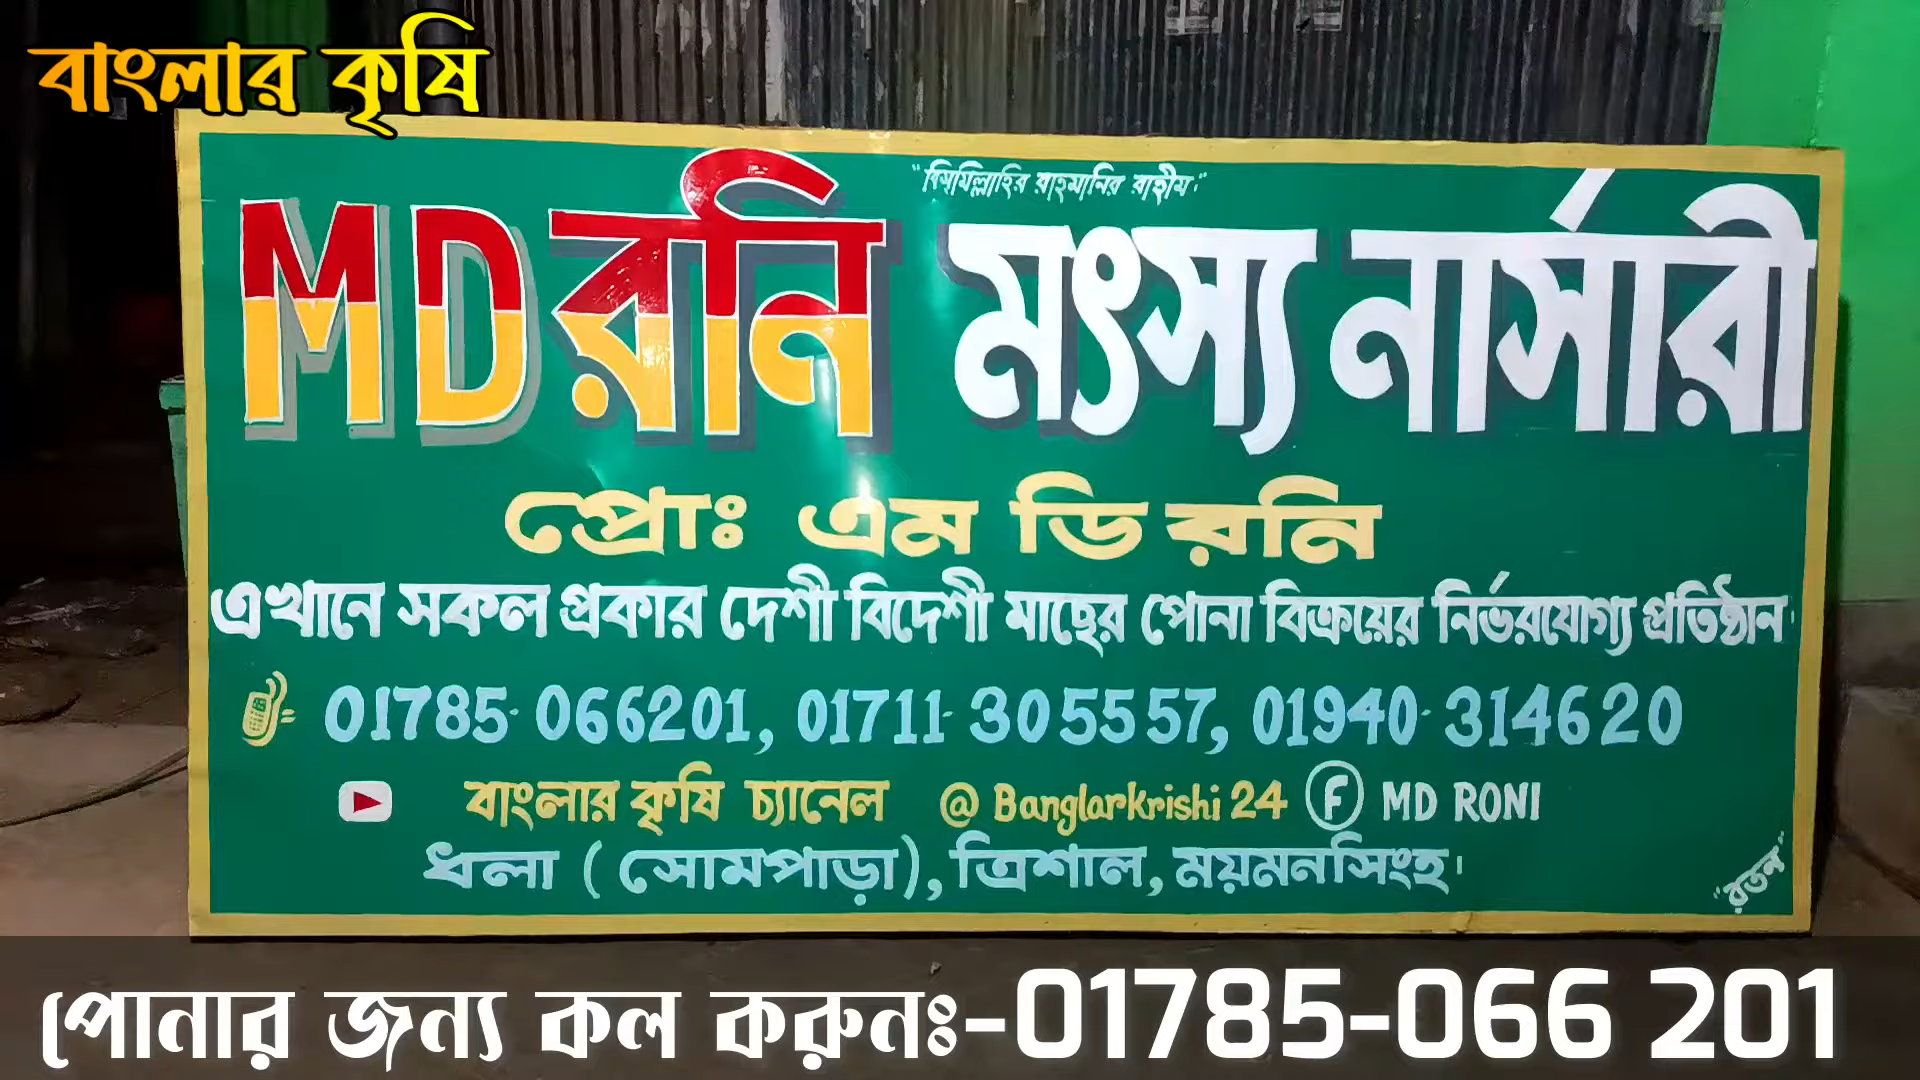 বাংলার কৃষি
"বিসমিল্লাহির রাহমানির রাহীম"
MD রনি মৎস্য নার্সারী
প্রোঃ এম ডি রনি
এখানে সকল প্রকার দেশী বিদেশী মাছের পোনা বিক্রয়ের নির্ভরযোগ্য প্রতিষ্ঠান।
01785-066201, 01711-305557, 01940-314620
বাংলার কৃষি চ্যানেল @Banglarkrishi24 f MD RONI
ধলা (সোমপাড়া), ত্রিশাল, ময়মনসিংহ।
"রতন"
পোনার জন্য কল করুনঃ-01785-066 201